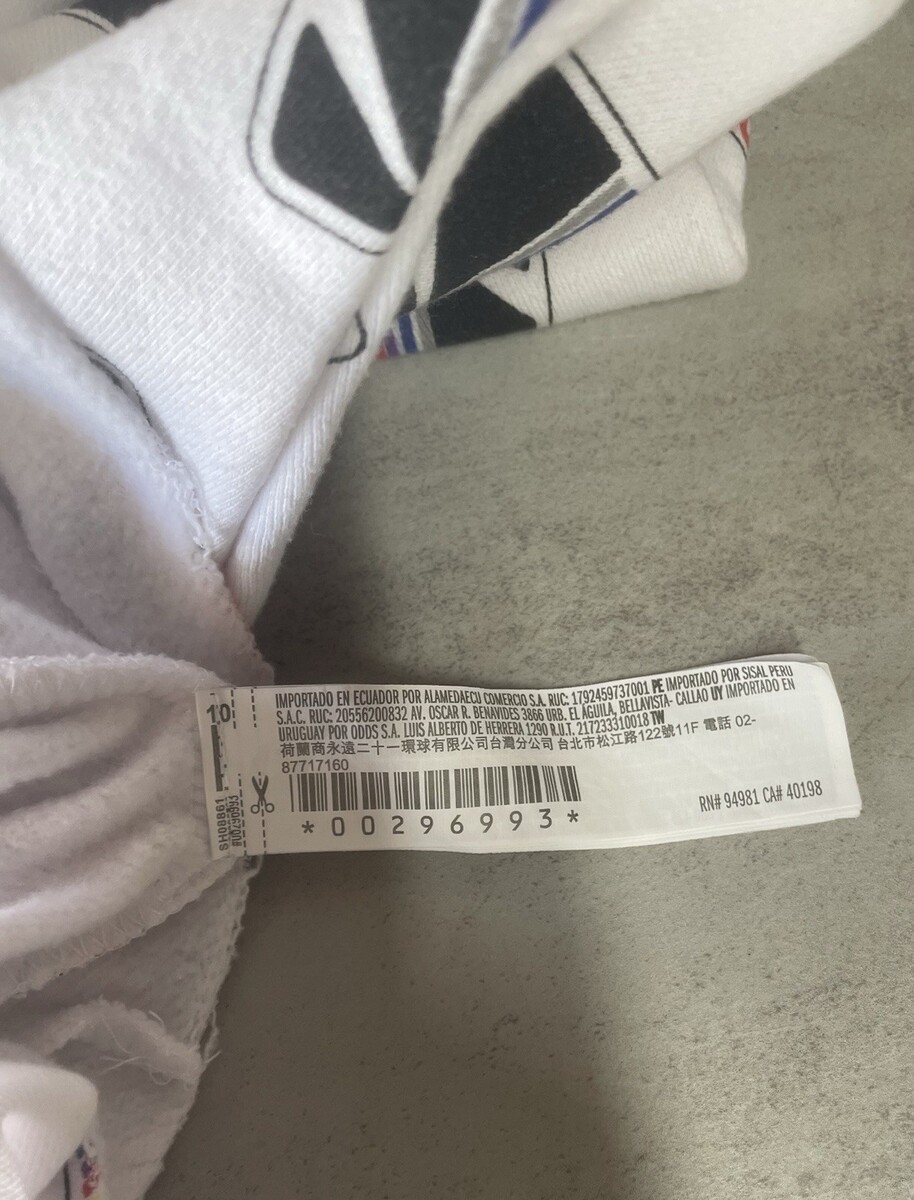 IMPORTADO EN ECUADOR POR ALAMEDAECU COMERCIO S.A. RUC: 1792459737001 PE IMPORTADO POR SISAL PERU
S.A.C. RUC: 20556200832 AV. OSCAR R. BENAVIDES 3866 URB. EL AGUILA, BELLAVISTA- CALLAO UY IMPORTADO EN
URUGUAY POR ODDS S.A. LUIS ALBERTO DE HERRERA 1290 R.U.T. 217233310018 TW
荷蘭商永遠二十一環球有限公司台灣分公司 台北市松江路122號11F 電話 02-
87717160
*00296993*
RN# 94981 CA# 40198
10
SH08B61
#00296993